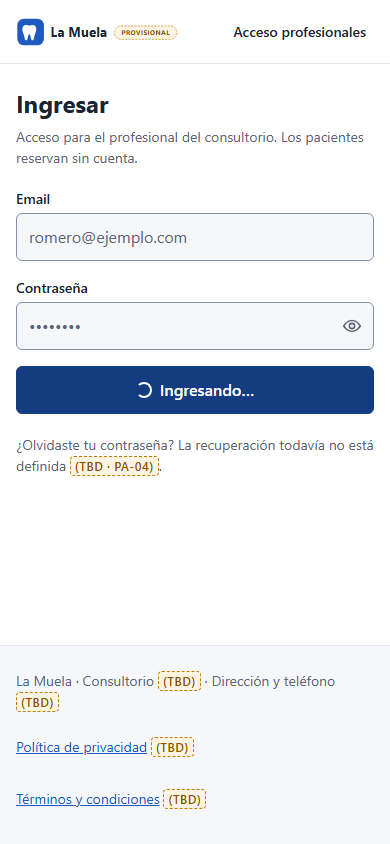 La Muela PROVISIONAL Acceso profesionales
Ingresar
Acceso para el profesional del consultorio. Los pacientes
reservan sin cuenta.
Email
romero@ejemplo.com
Contraseña
••••••••
Ingresando...
¿Olvidaste tu contraseña? La recuperación todavía no está
definida (TBD · PA-04).
La Muela · Consultorio (TBD) · Dirección y teléfono
(TBD)
Política de privacidad (TBD)
Términos y condiciones (TBD)